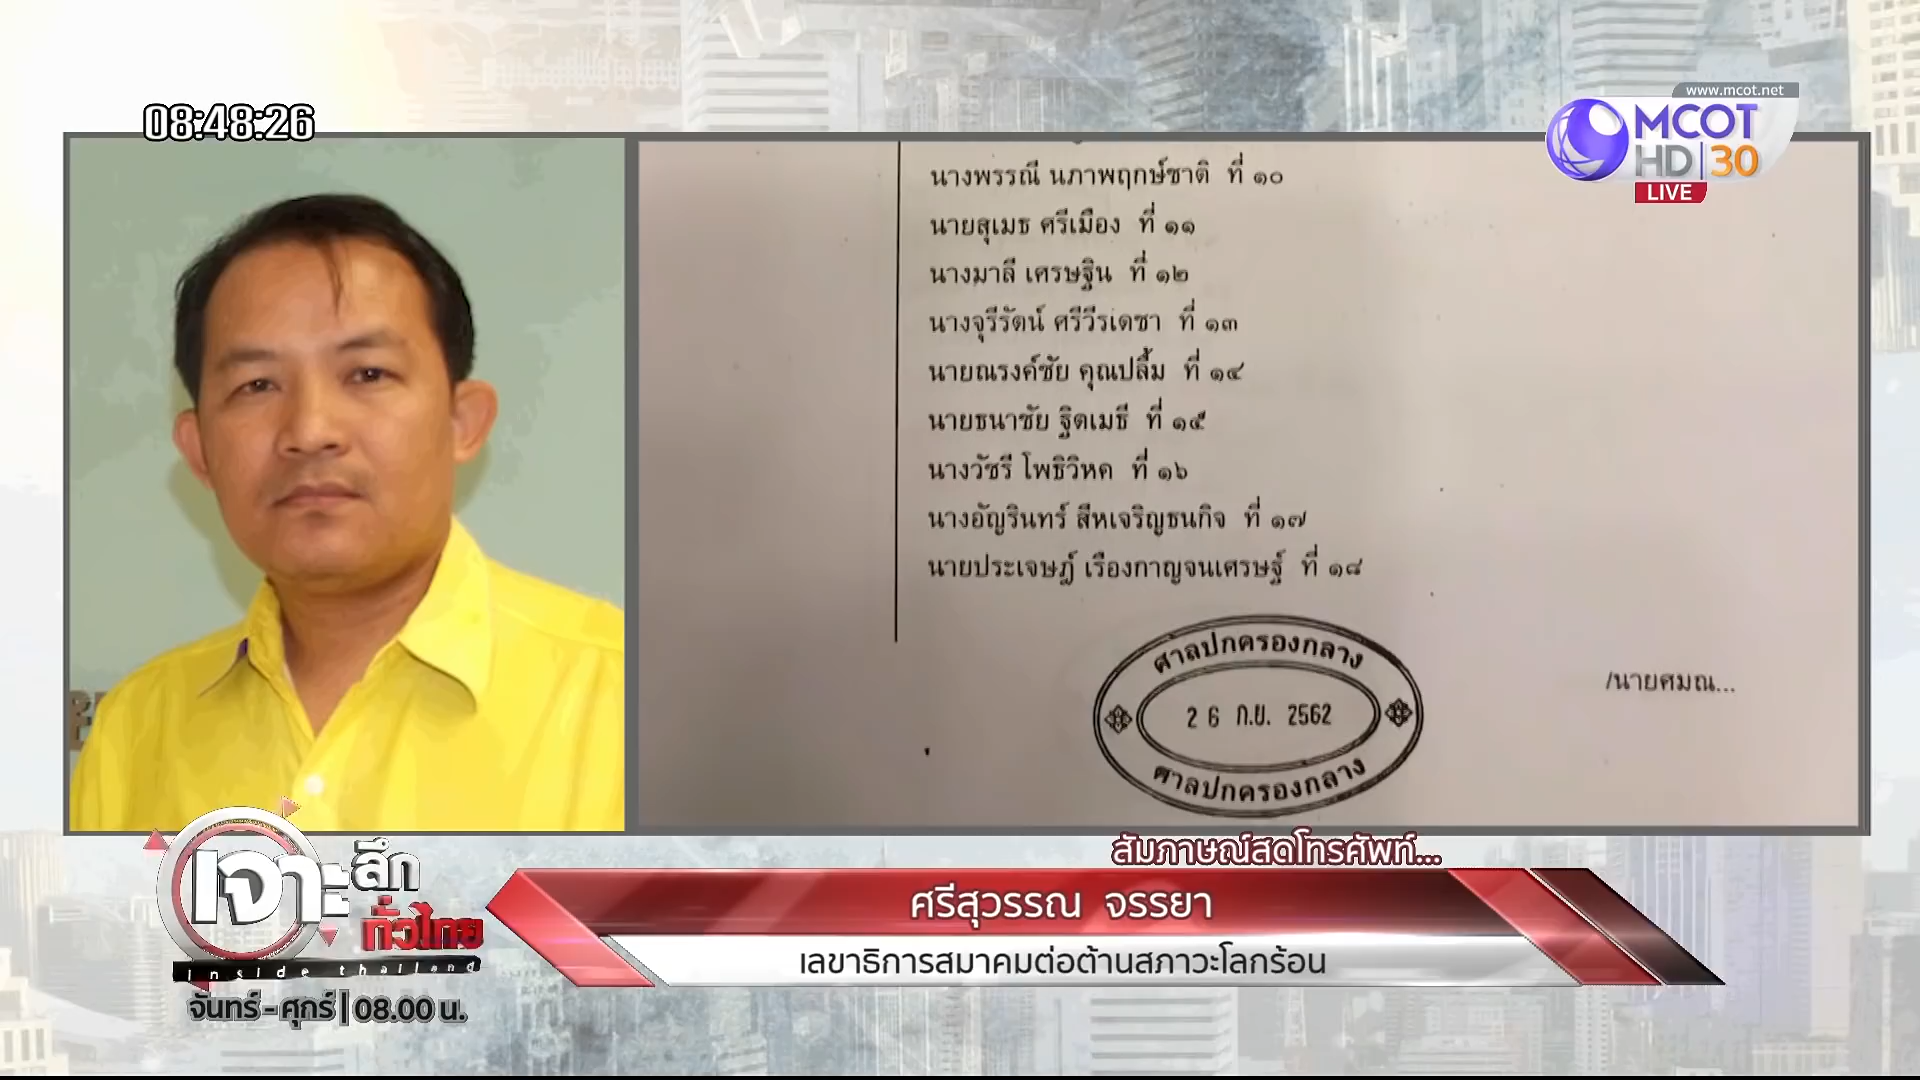 08:48:26
www.mcot.net
MCOT
HD 30
LIVE
นางพรรณี นภาพฤกษ์ชาติ ที่ ๑๐
นายสุเมธ ศรีเมือง ที่ ๑๑
นางมาลี เศรษฐิน ที่ ๑๒
นางจุรีรัตน์ ศรีวีรเดชา ที่ ๑๓
นายณรงค์ชัย คุณปลื้ม ที่ ๑๔
นายธนาชัย ฐิตเมธี ที่ ๑๕
นางวัชรี โพธิวิหค ที่ ๑๖
นางอัญรินทร์ สีหเจริญธนกิจ ที่ ๑๗
นายประเจษฎ์ เรืองกาญจนเศรษฐ์ ที่ ๑๘
ศาลปกครองกลาง
26 ก.ย. 2562
ศาลปกครองกลาง
/นายศมณ...
สัมภาษณ์สดโทรศัพท์...
ศรีสุวรรณ จรรยา
เลขาธิการสมาคมต่อต้านสภาวะโลกร้อน
เจาะลึก
ทั่วไทย
inside thailand
จันทร์-ศุกร์|08.00 น.